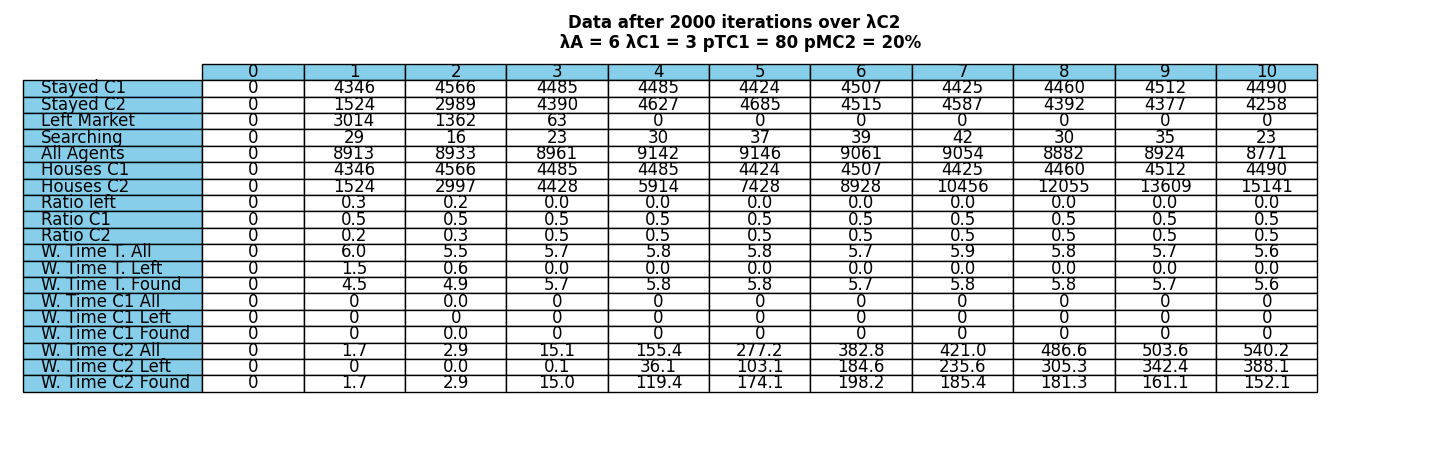 Data after 2000 iterations over λC2
λA = 6 λC1 = 3 pTC1 = 80 pMC2 = 20%
0 1 2 3 4 5 6 7 8 9 10
Stayed C1 0 4346 4566 4485 4485 4424 4507 4425 4460 4512 4490
Stayed C2 0 1524 2989 4390 4627 4685 4515 4587 4392 4377 4258
Left Market 0 3014 1362 63 0 0 0 0 0 0 0
Searching 0 29 16 23 30 37 39 42 30 35 23
All Agents 0 8913 8933 8961 9142 9146 9061 9054 8882 8924 8771
Houses C1 0 4346 4566 4485 4485 4424 4507 4425 4460 4512 4490
Houses C2 0 1524 2997 4428 5914 7428 8928 10456 12055 13609 15141
Ratio left 0 0.3 0.2 0.0 0.0 0.0 0.0 0.0 0.0 0.0 0.0
Ratio C1 0 0.5 0.5 0.5 0.5 0.5 0.5 0.5 0.5 0.5 0.5
Ratio C2 0 0.2 0.3 0.5 0.5 0.5 0.5 0.5 0.5 0.5 0.5
W. Time T. All 0 6.0 5.5 5.7 5.8 5.8 5.7 5.9 5.8 5.7 5.6
W. Time T. Left 0 1.5 0.6 0.0 0.0 0.0 0.0 0.0 0.0 0.0 0.0
W. Time T. Found 0 4.5 4.9 5.7 5.8 5.8 5.7 5.8 5.8 5.7 5.6
W. Time C1 All 0 0 0.0 0 0 0 0 0 0 0 0
W. Time C1 Left 0 0 0 0 0 0 0 0 0 0 0
W. Time C1 Found 0 0 0.0 0 0 0 0 0 0 0 0
W. Time C2 All 0 1.7 2.9 15.1 155.4 277.2 382.8 421.0 486.6 503.6 540.2
W. Time C2 Left 0 0 0.0 0.1 36.1 103.1 184.6 235.6 305.3 342.4 388.1
W. Time C2 Found 0 1.7 2.9 15.0 119.4 174.1 198.2 185.4 181.3 161.1 152.1